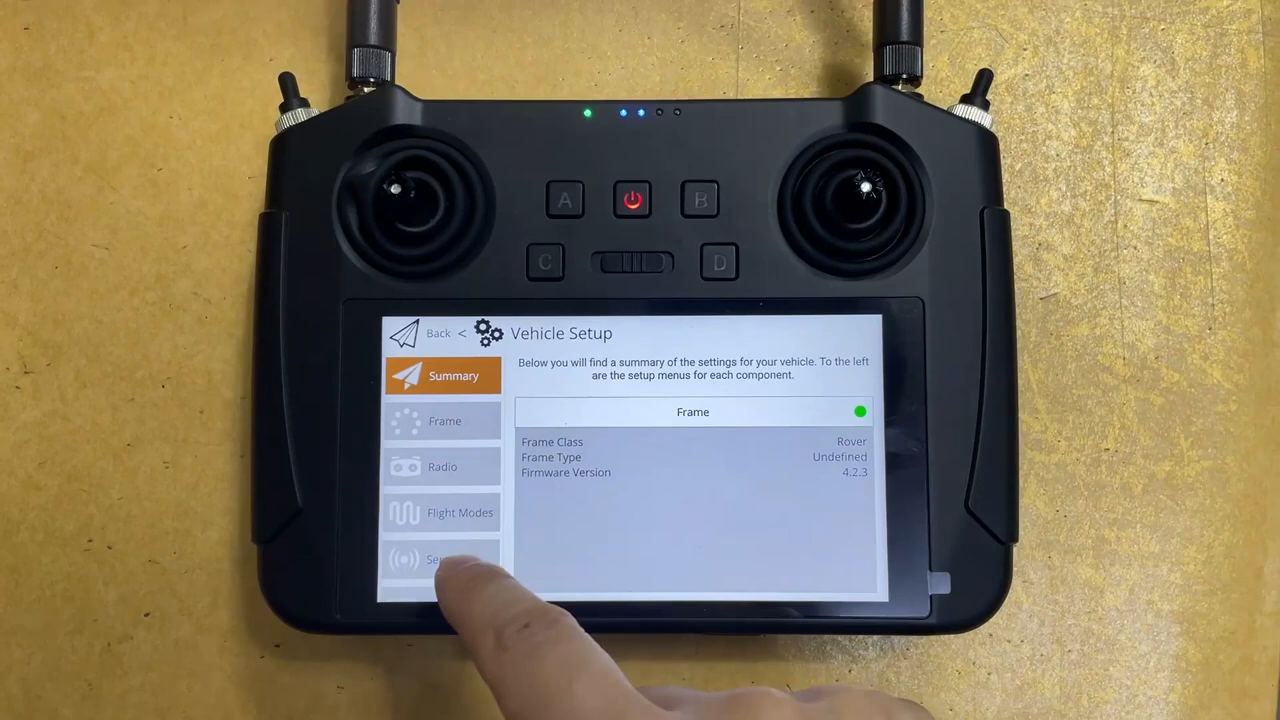 A
B
C
D
Back < Vehicle Setup
Below you will find a summary of the settings for your vehicle. To the left
are the setup menus for each component.
Summary
Frame
Radio
Flight Modes
Frame
Frame Class Rover
Frame Type Undefined
Firmware Version 4.2.3